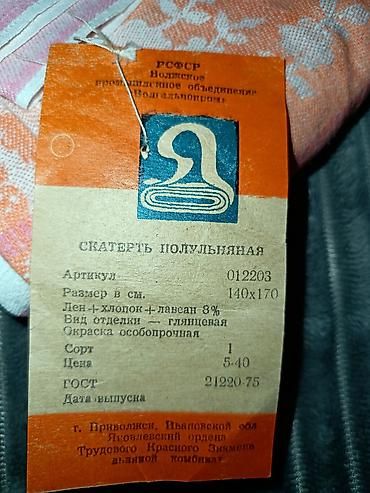 РСФСР
Волжское
промышленное объединение
"Волгальнопром"
СКАТЕРТЬ ПОЛУЛЬНЯНАЯ
Артикул 012203
Размер в см. 140х170
Лен+хлопок+лавсан 8%
Вид отделки — глянцевая
Окраска особопрочная
Сорт 1
Цена 5-40
ГОСТ 21220-75
Дата выпуска
г. Приволжск, Ивановской обл
Яковлевский ордена
Трудового Красного Знамени
льняной комбинат